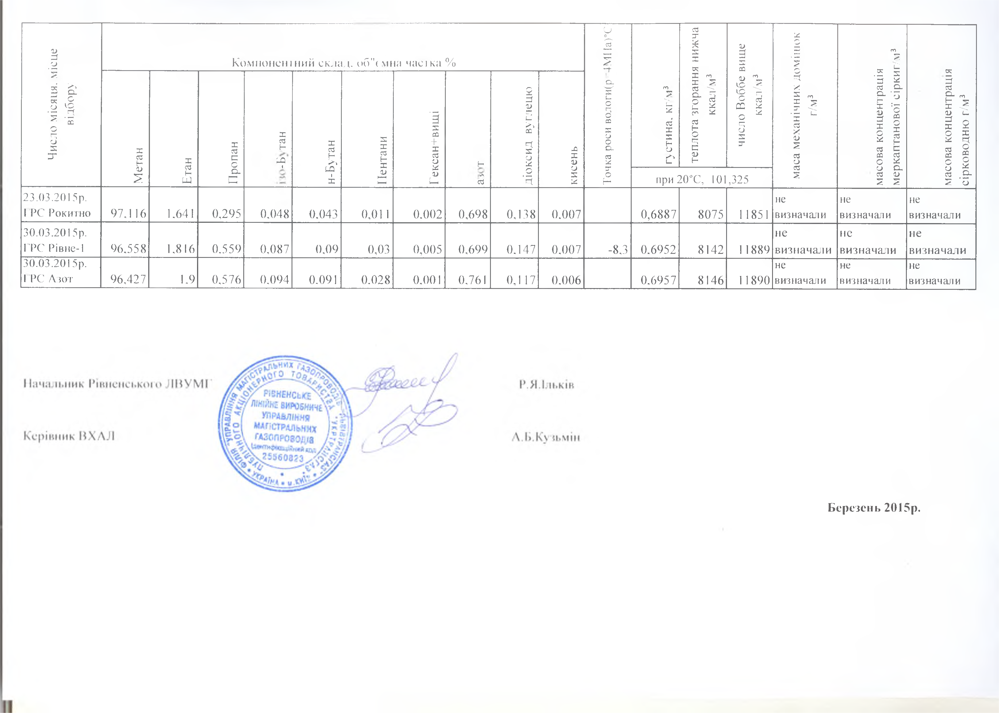 Число місяця. місце
відбору
Компонентний склад. об"ємна частка %
Метан
Етан
Пропан
ізо-Бутан
н-Бутан
Пентани
Гексан+вищі
азот
діоксид вуглецю
кисень
Точка роси вологи(р=4МПа)°С
густина. кг/м³
теплота згорання нижча
ккал/м³
число Воббе вище
ккал/м³
при 20°С, 101,325
маса механічних домішок
г/м³
масова концентрація
меркаптанової сіркиг/м³
масова концентрація
сірководню г/м³
23.03.2015р.
ГРС Рокитно 97.116 1.641 0,295 0,048 0.043 0,011 0.002 0,698 0,138 0.007 0,6887 8075 11851 не визначали не визначали не визначали
30.03.2015р.
ГРС Рівне-1 96.558 1,816 0.559 0,087 0,09 0,03 0,005 0,699 0.147 0.007 -8,3 0.6952 8142 11889 не визначали не визначали не визначали
30.03.2015р.
ГРС Азот 96,427 1.9 0,576 0,094 0.091 0.028 0.001 0,761 0,117 0.006 0.6957 8146 11890 не визначали не визначали не визначали
Начальник Рівненського ЛВУМГ
Р.Я.Ільків
Керівник ВХАЛ
А.Б.Кузьмін
ФІЛІЯ "УПРАВЛІННЯ МАГІСТРАЛЬНИХ ГАЗОПРОВОДІВ "ЛЬВІВТРАНСГАЗ"
ПУБЛІЧНОГО АКЦІОНЕРНОГО ТОВАРИСТВА "УКРТРАНСГАЗ"
РІВНЕНСЬКЕ
ЛІНІЙНЕ ВИРОБНИЧЕ
УПРАВЛІННЯ
МАГІСТРАЛЬНИХ
ГАЗОПРОВОДІВ
Ідентифікаційний код
25560823
• УКРАЇНА • м.КИЇВ •
Березень 2015р.